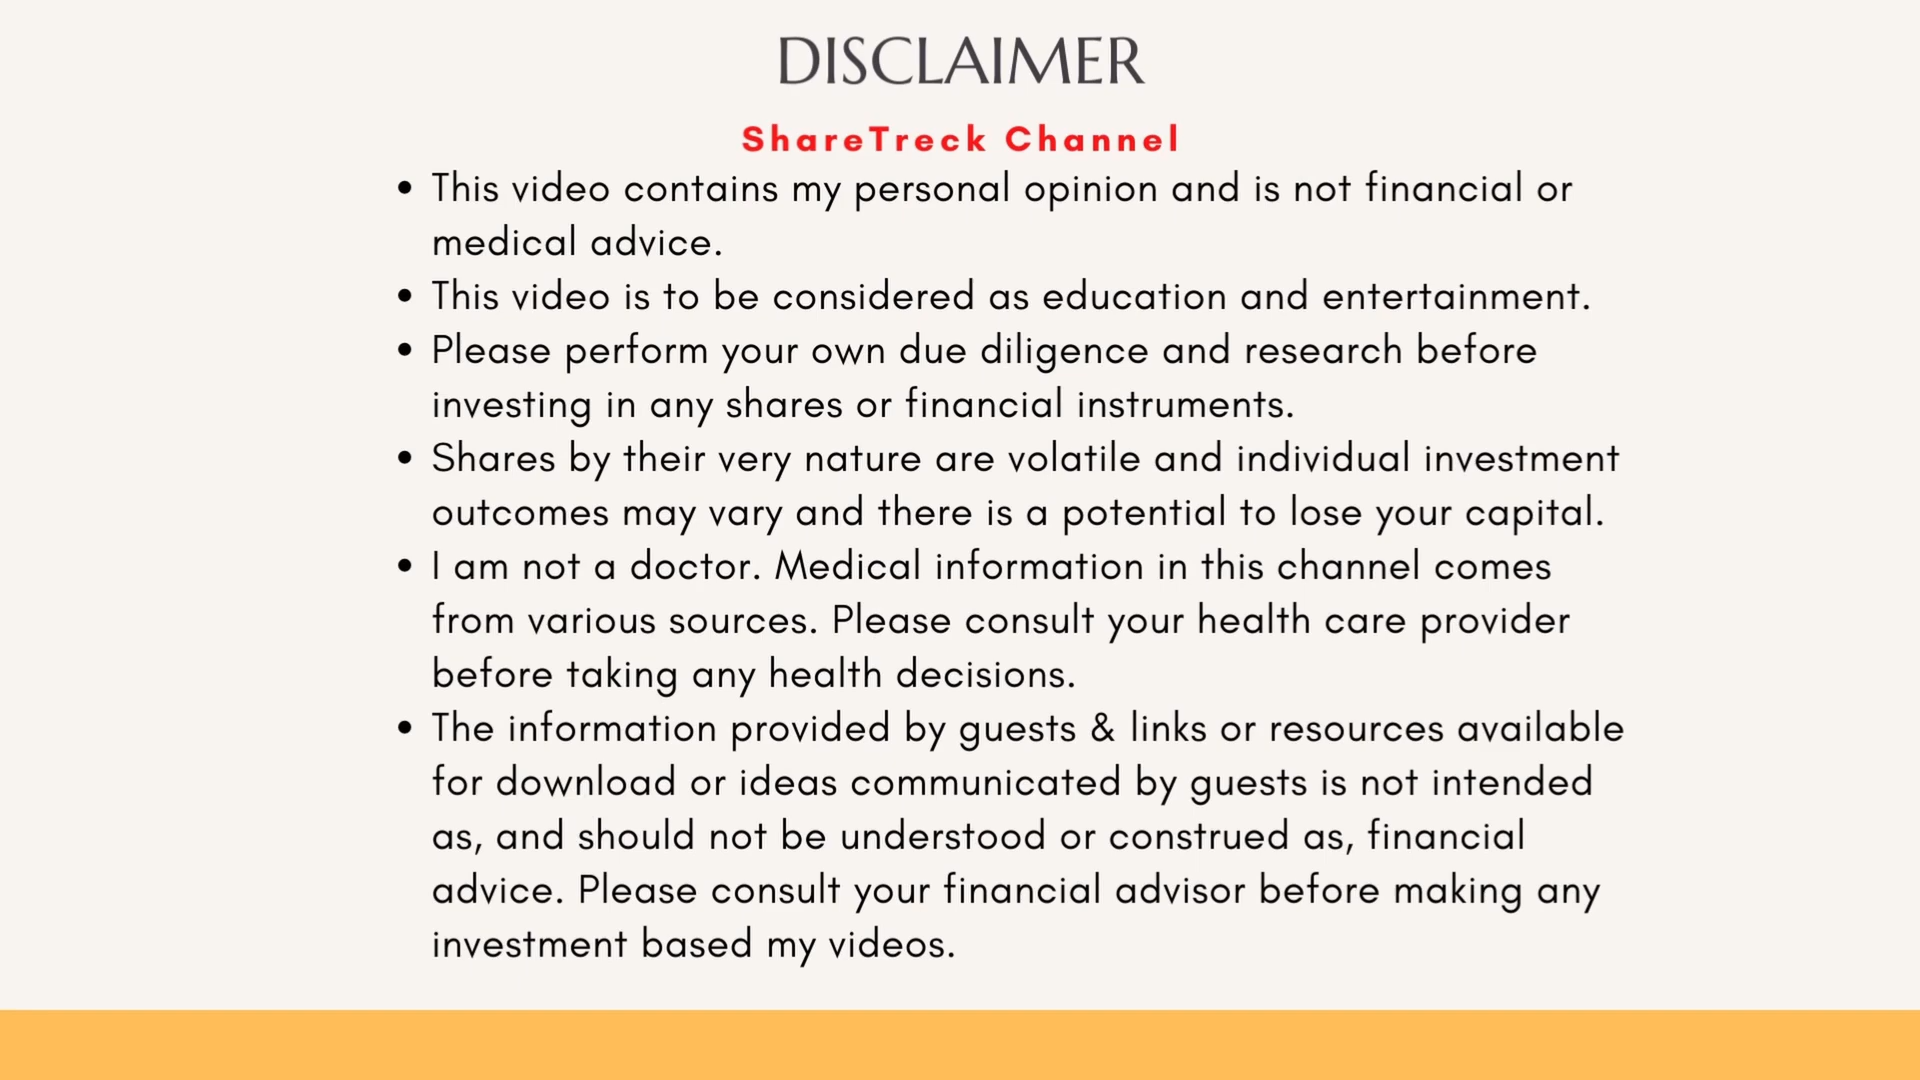 DISCLAIMER
ShareTreck Channel
• This video contains my personal opinion and is not financial or
medical advice.
• This video is to be considered as education and entertainment.
• Please perform your own due diligence and research before
investing in any shares or financial instruments.
• Shares by their very nature are volatile and individual investment
outcomes may vary and there is a potential to lose your capital.
• I am not a doctor. Medical information in this channel comes
from various sources. Please consult your health care provider
before taking any health decisions.
• The information provided by guests & links or resources available
for download or ideas communicated by guests is not intended
as, and should not be understood or construed as, financial
advice. Please consult your financial advisor before making any
investment based my videos.